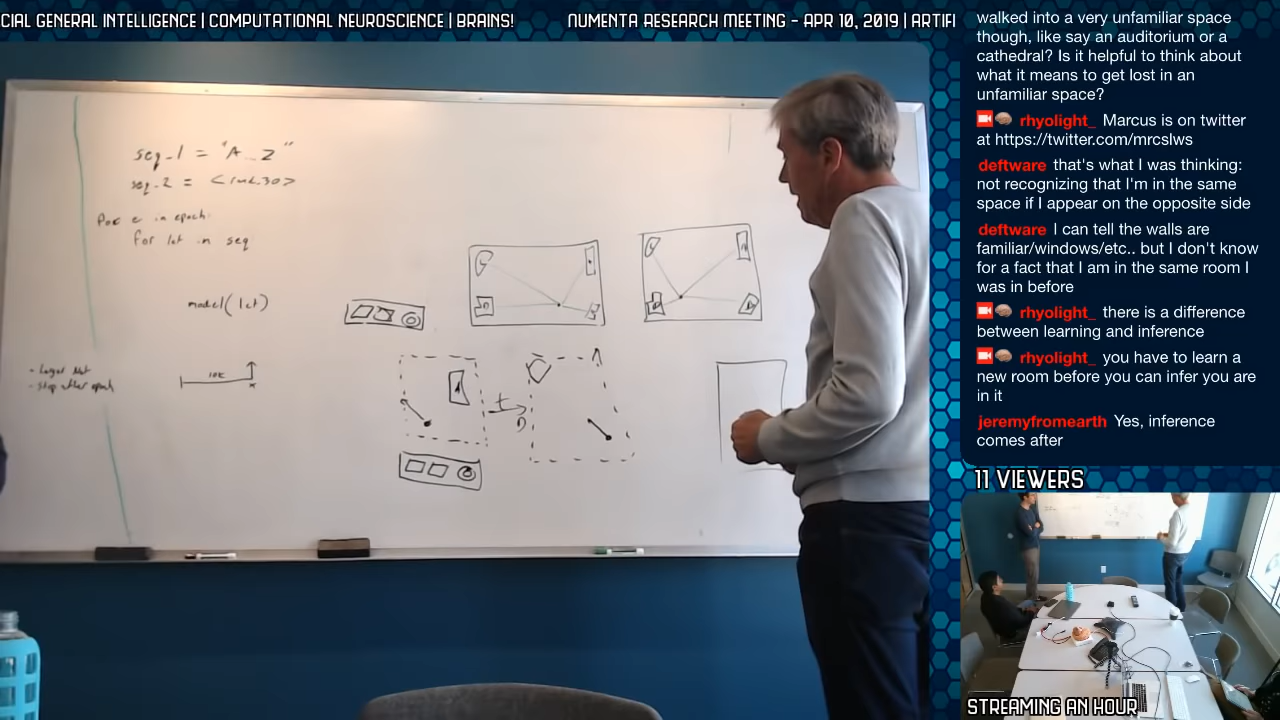 CIAL GENERAL INTELLIGENCE | COMPUTATIONAL NEUROSCIENCE | BRAINS!
NUMENTA RESEARCH MEETING - APR 10, 2019 | ARTIFI
seq_1 = "A_Z"
seq_2 =
For e in epoch:
for let in seq
model(let)
10K
- stop after epoch
t
walked into a very unfamiliar space
though, like say an auditorium or a
cathedral? Is it helpful to think about
what it means to get lost in an
unfamiliar space?
rhyolight_ Marcus is on twitter
at https://twitter.com/mrcslws
deftware that's what I was thinking:
not recognizing that I'm in the same
space if I appear on the opposite side
deftware I can tell the walls are
familiar/windows/etc.. but I don't know
for a fact that I am in the same room I
was in before
rhyolight_ there is a difference
between learning and inference
rhyolight_ you have to learn a
new room before you can infer you are
in it
jeremyfromearth Yes, inference
comes after
11 VIEWERS
STREAMING AN HOUR